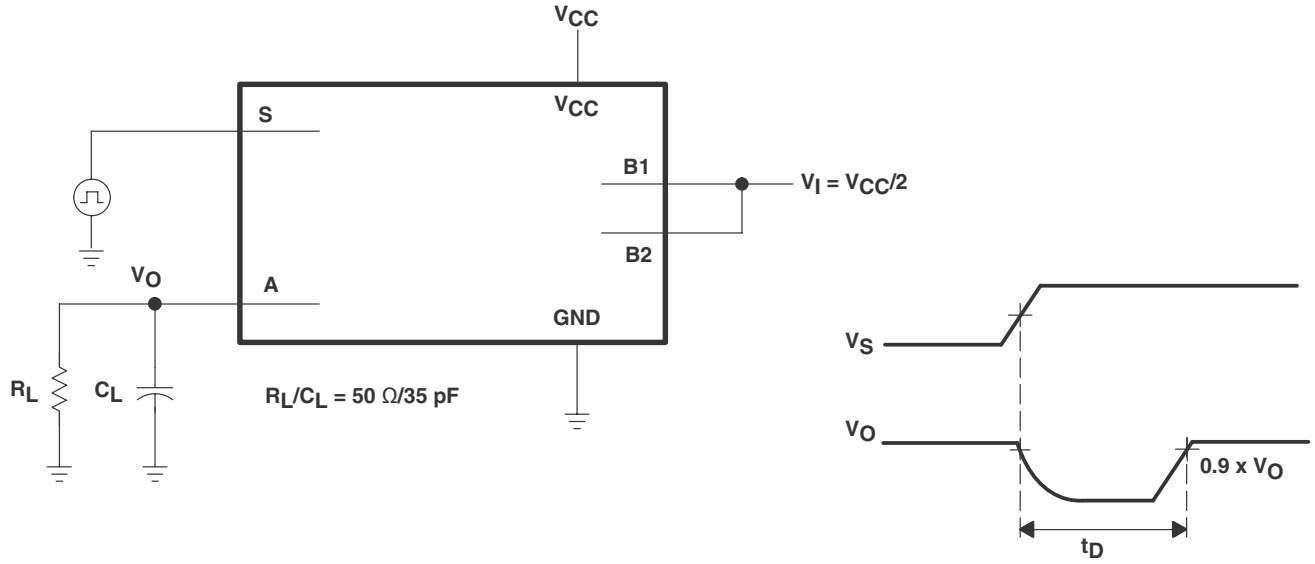 VCC
S
VCC
B1
VI = VCC/2
B2
VO
A
GND
RL
CL
RL/CL = 50 Ω/35 pF
VS
VO
0.9 x VO
tD